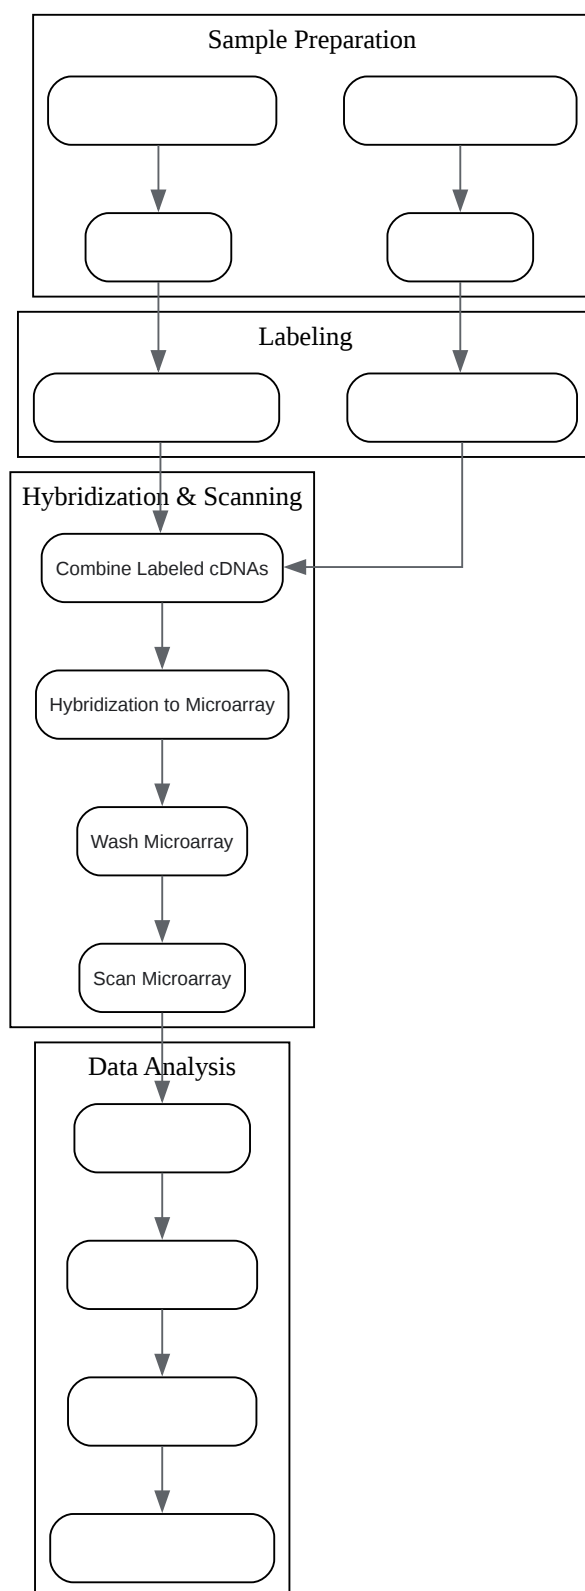 Sample Preparation
Labeling
Hybridization & Scanning
Combine Labeled cDNAs
Hybridization to Microarray
Wash Microarray
Scan Microarray
Data Analysis